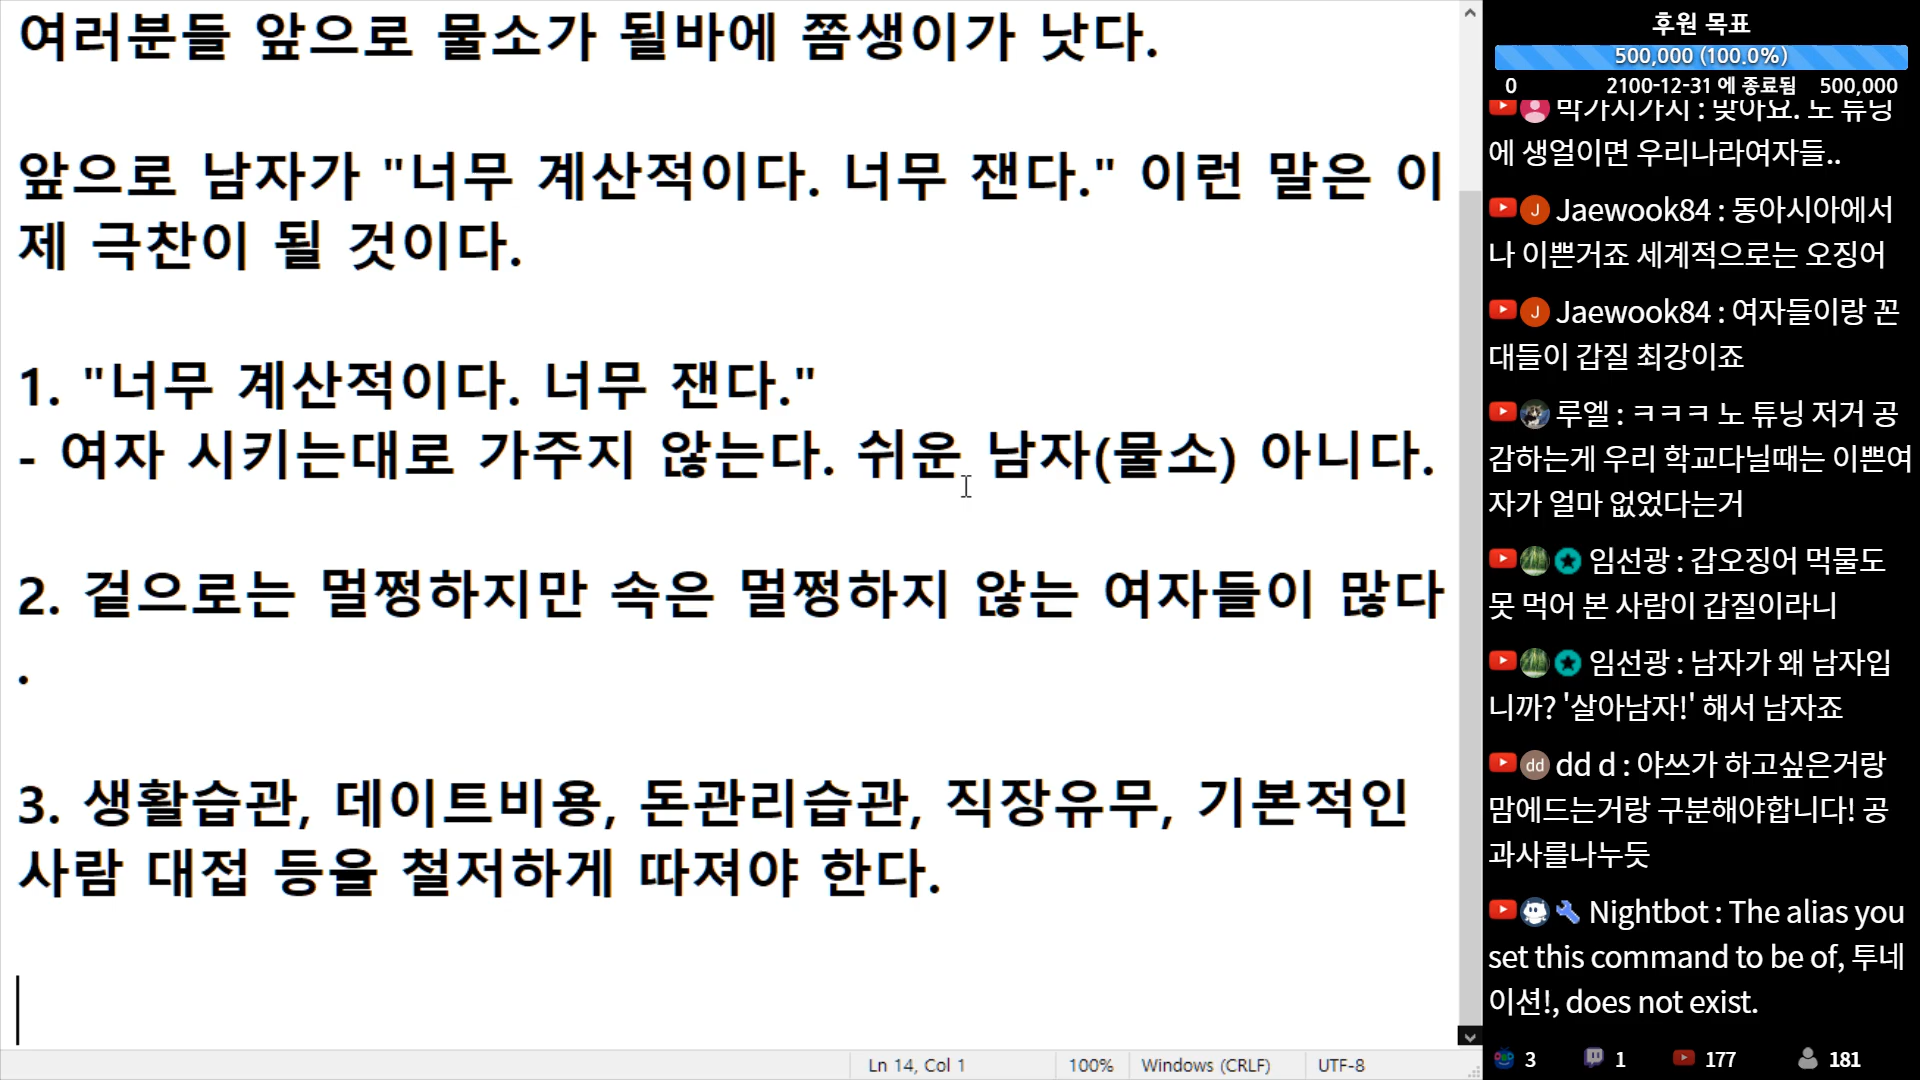 여러분들 앞으로 물소가 될바에 쫌생이가 낫다.
앞으로 남자가 "너무 계산적이다. 너무 잰다." 이런 말은 이
제 극찬이 될 것이다.
1. "너무 계산적이다. 너무 잰다."
- 여자 시키는대로 가주지 않는다. 쉬운 남자(물소) 아니다.
2. 겉으로는 멀쩡하지만 속은 멀쩡하지 않는 여자들이 많다
.
3. 생활습관, 데이트비용, 돈관리습관, 직장유무, 기본적인
사람 대접 등을 철저하게 따져야 한다.
Ln 14, Col 1
100%
Windows (CRLF)
UTF-8
후원 목표
500,000 (100.0%)
0 2100-12-31 에 종료됨 500,000
막가시가시 : 맞아요. 노 튜닝
에 생얼이면 우리나라여자들..
J Jaewook84 : 동아시아에서
나 이쁜거죠 세계적으로는 오징어
J Jaewook84 : 여자들이랑 꼰
대들이 갑질 최강이죠
루엘 : ㅋㅋㅋ 노 튜닝 저거 공
감하는게 우리 학교다닐때는 이쁜여
자가 얼마 없었다는거
임선광 : 갑오징어 먹물도
못 먹어 본 사람이 갑질이라니
임선광 : 남자가 왜 남자입
니까? '살아남자!' 해서 남자죠
dd dd d : 야쓰가 하고싶은거랑
맘에드는거랑 구분해야합니다! 공
과사를나누듯
Nightbot : The alias you
set this command to be of, 투네
이션!, does not exist.
3 1 177 181